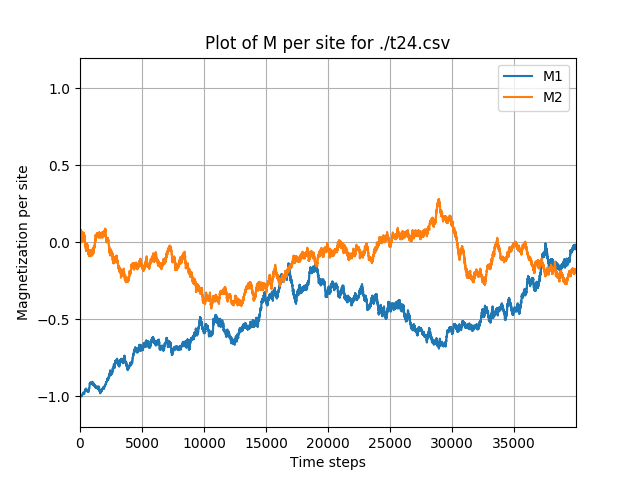 Plot of M per site for ./t24.csv
M1
M2
Magnetization per site
1.0
0.5
0.0
−0.5
−1.0
0 5000 10000 15000 20000 25000 30000 35000
Time steps